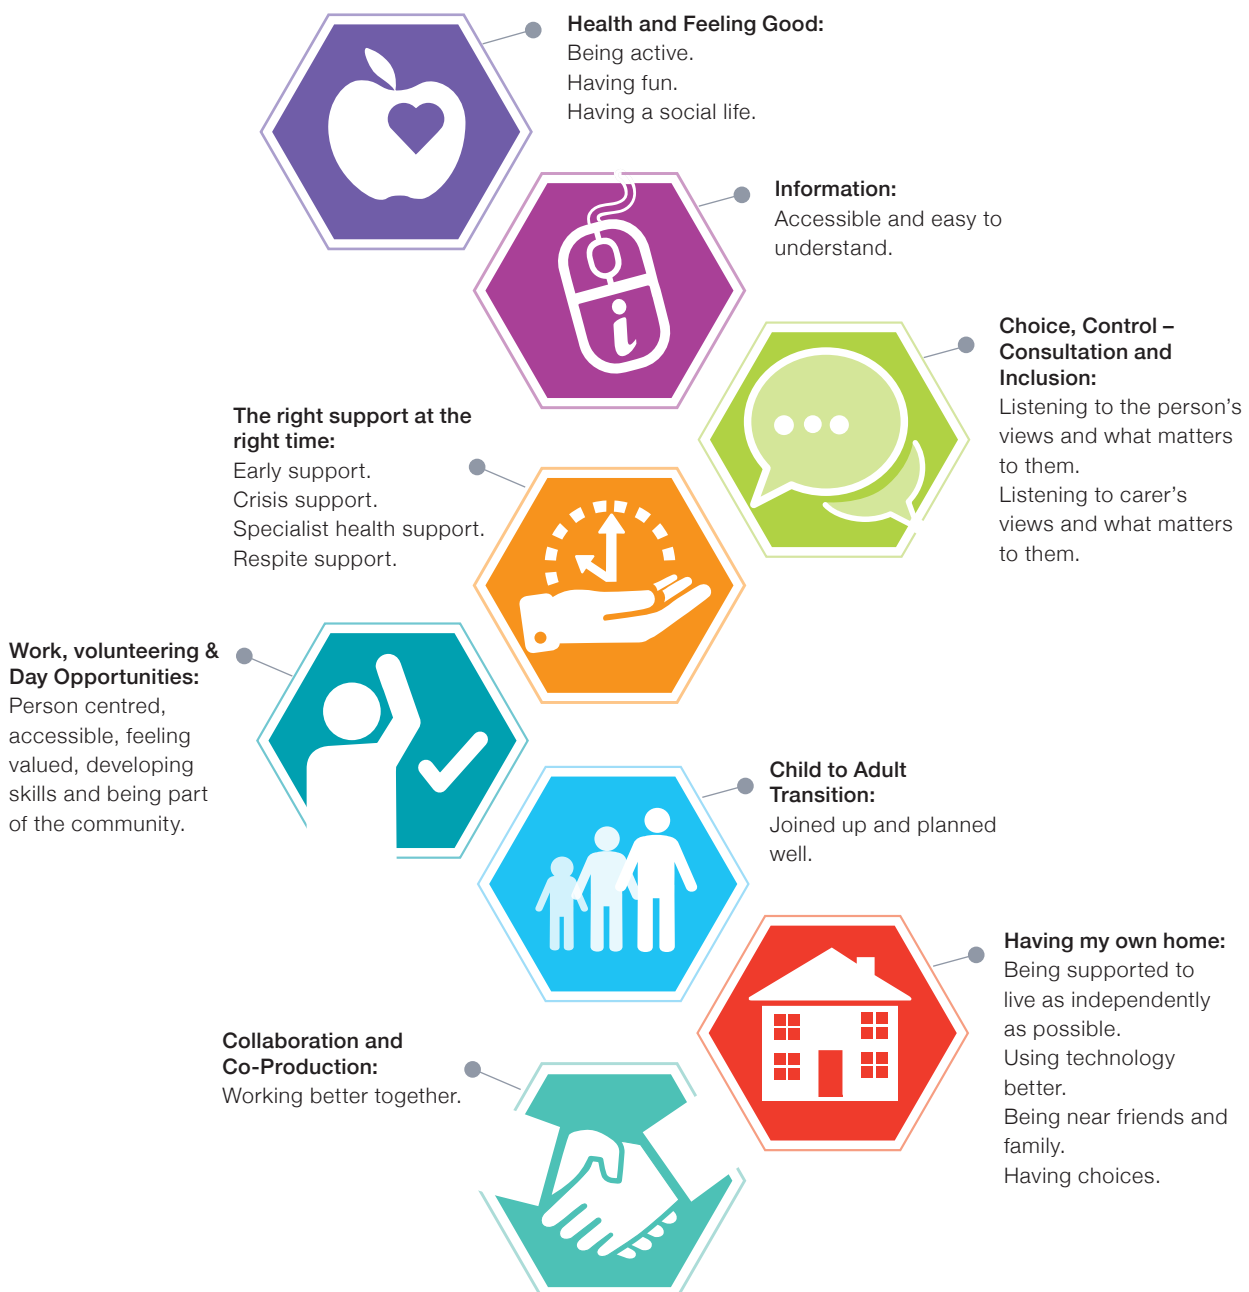 Health and Feeling Good:
Being active.
Having fun.
Having a social life.
Information:
Accessible and easy to
understand.
Choice, Control –
Consultation and
Inclusion:
Listening to the person's
views and what matters
to them.
Listening to carer's
views and what matters
to them.
The right support at the
right time:
Early support.
Crisis support.
Specialist health support.
Respite support.
Work, volunteering &
Day Opportunities:
Person centred,
accessible, feeling
valued, developing
skills and being part
of the community.
Child to Adult
Transition:
Joined up and planned
well.
Having my own home:
Being supported to
live as independently
as possible.
Using technology
better.
Being near friends and
family.
Having choices.
Collaboration and
Co-Production:
Working better together.